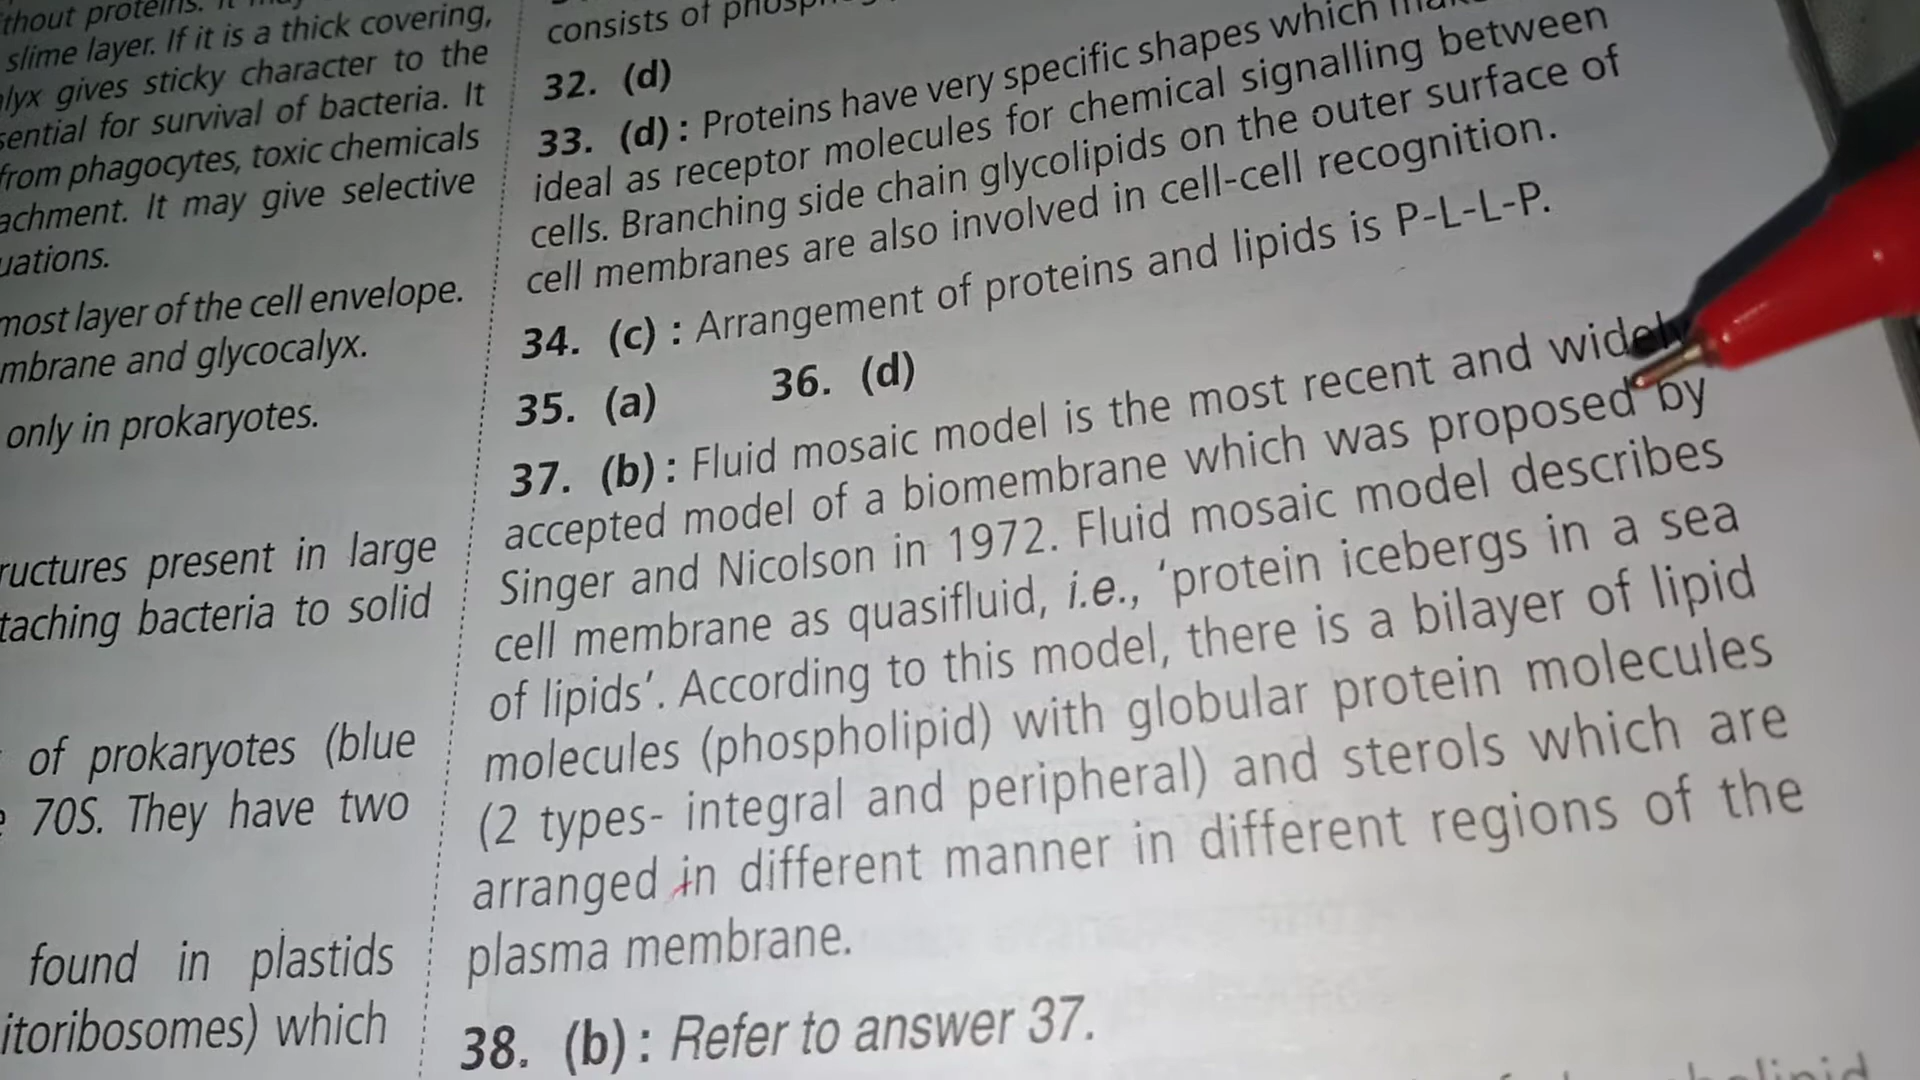 thout proteins.
slime layer. If it is a thick covering,
lyx gives sticky character to the
sential for survival of bacteria. It
from phagocytes, toxic chemicals
achment. It may give selective
uations.
most layer of the cell envelope.
mbrane and glycocalyx.
only in prokaryotes.
ructures present in large
taching bacteria to solid
of prokaryotes (blue
70S. They have two
found in plastids
itoribosomes) which
consists of
32. (d)
33. (d) : Proteins have very specific shapes which
ideal as receptor molecules for chemical signalling between
cells. Branching side chain glycolipids on the outer surface of
cell membranes are also involved in cell-cell recognition.
34. (c) : Arrangement of proteins and lipids is P-L-L-P.
35. (a) 36. (d)
37. (b) : Fluid mosaic model is the most recent and widely
accepted model of a biomembrane which was proposed by
Singer and Nicolson in 1972. Fluid mosaic model describes
cell membrane as quasifluid, i.e., ‘protein icebergs in a sea
of lipids’. According to this model, there is a bilayer of lipid
molecules (phospholipid) with globular protein molecules
(2 types- integral and peripheral) and sterols which are
arranged in different manner in different regions of the
plasma membrane.
38. (b) : Refer to answer 37.